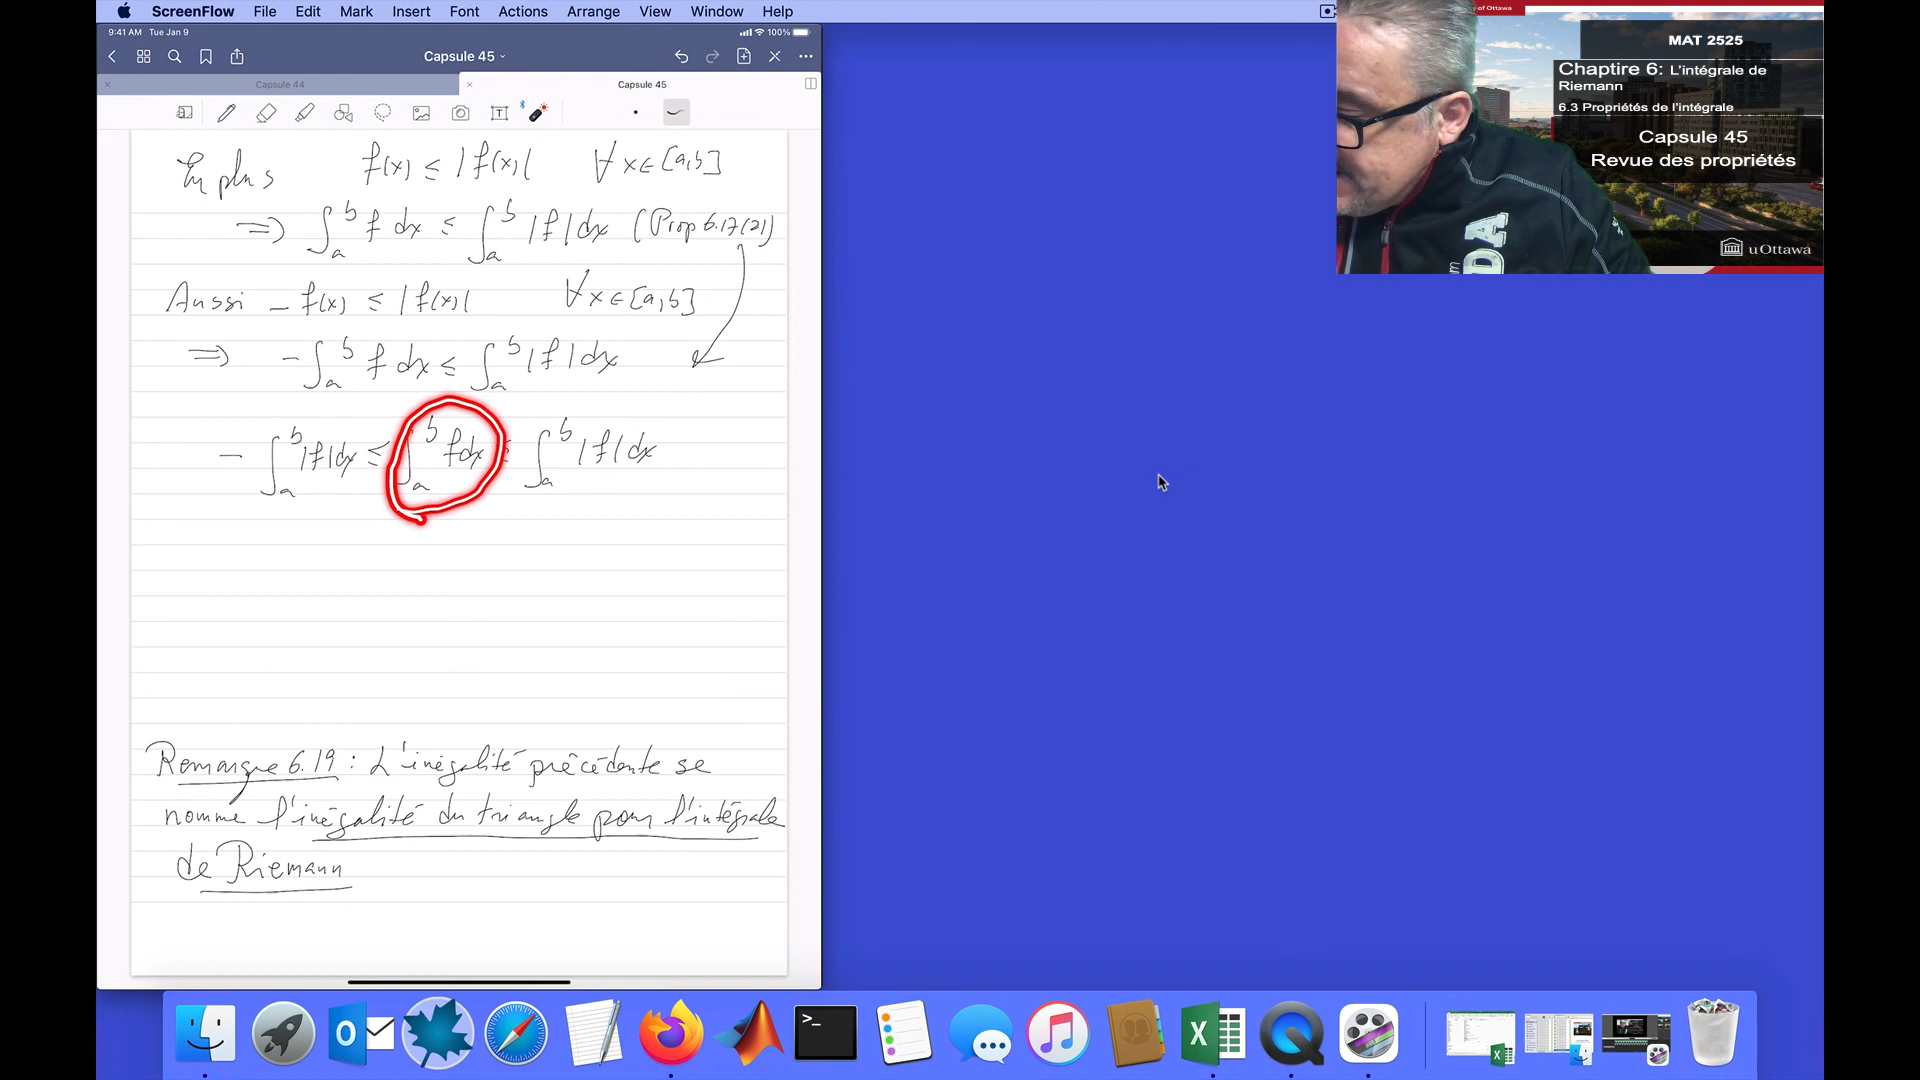 ScreenFlow File Edit Mark Insert Font Actions Arrange View Window Help
9:41 AM Tue Jan 9
100%
Capsule 45
Capsule 44
Capsule 45
En plus f(x) ≤ |f(x)| ∀x∈[a,b]
⇒ ∫_a^b f dx ≤ ∫_a^b |f|dx (Prop 6.17(2))
Aussi -f(x) ≤ |f(x)| ∀x∈[a,b]
⇒ -∫_a^b f dx ≤ ∫_a^b |f|dx
-∫_a^b |f|dx ≤ ∫_a^b fdx ≤ ∫_a^b |f|dx
Remarque 6.19 : L'inégalité précédente se
nomme l'inégalité du triangle pour l'intégrale
de Riemann
y of Ottawa
MAT 2525
Chaptire 6: L'intégrale de
Riemann
6.3 Propriétés de l'intégrale
Capsule 45
Revue des propriétés
uOttawa